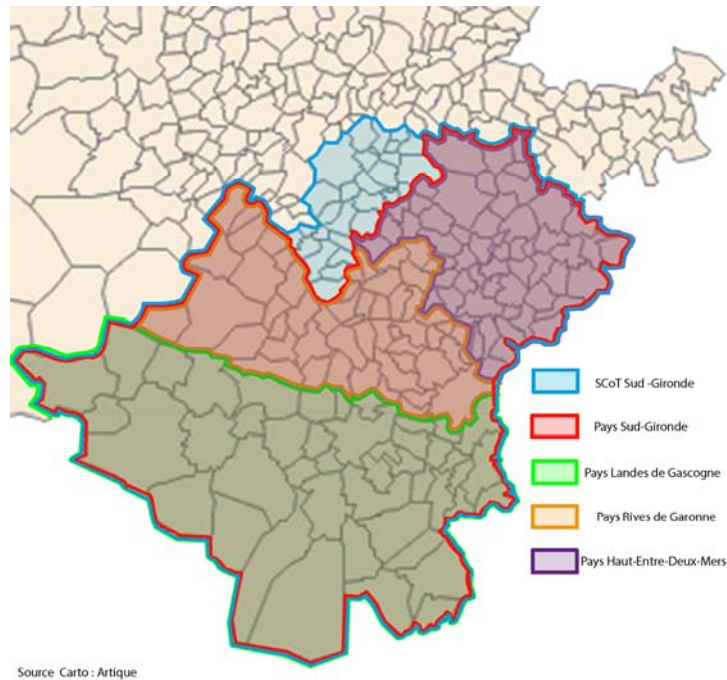 SCoT Sud -Gironde
Pays Sud-Gironde
Pays Landes de Gascogne
Pays Rives de Garonne
Pays Haut-Entre-Deux-Mers
Source Carto : Artique